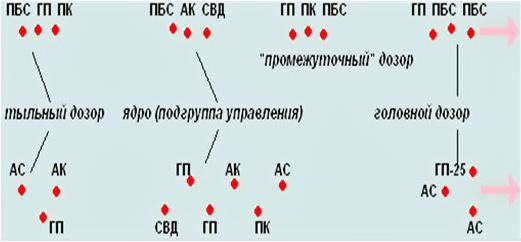 ПБС ГП ПК ПБС АК СВД ГП ПК ПБС ГП ПБС ПБС
"промежуточный" дозор
тыльный дозор ядро (подгруппа управления) головной дозор
АС АК ГП АК АС ГП-25
АС
ГП СВД ГП ПК АС